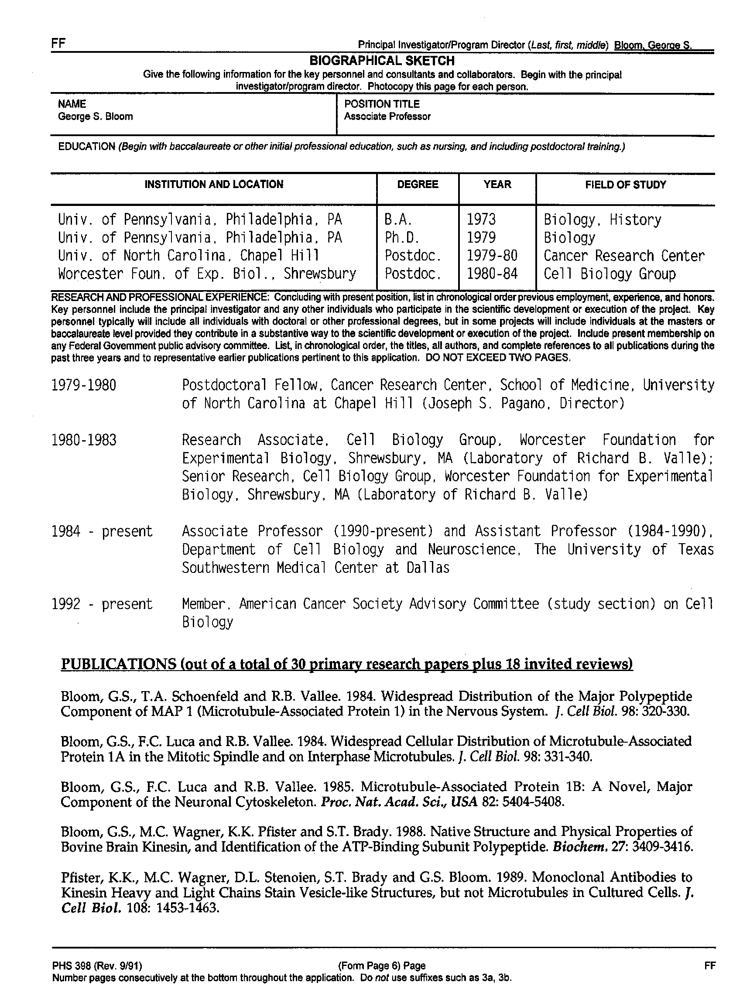 FF
Principal Investigator/Program Director (Last, first, middle) Bloom, George S.
BIOGRAPHICAL SKETCH
Give the following information for the key personnel and consultants and collaborators. Begin with the principal
investigator/program director. Photocopy this page for each person.
NAME
George S. Bloom
POSITION TITLE
Associate Professor
EDUCATION (Begin with baccalaureate or other initial professional education, such as nursing, and including postdoctoral training.)
INSTITUTION AND LOCATION DEGREE YEAR FIELD OF STUDY
Univ. of Pennsylvania, Philadelphia, PA B.A. 1973 Biology, History
Univ. of Pennsylvania, Philadelphia, PA Ph.D. 1979 Biology
Univ. of North Carolina, Chapel Hill Postdoc. 1979-80 Cancer Research Center
Worcester Foun. of Exp. Biol., Shrewsbury Postdoc. 1980-84 Cell Biology Group
RESEARCH AND PROFESSIONAL EXPERIENCE: Concluding with present position, list in chronological order previous employment, experience, and honors.
Key personnel include the principal investigator and any other individuals who participate in the scientific development or execution of the project. Key
personnel typically will include all individuals with doctoral or other professional degrees, but in some projects will include individuals at the masters or
baccalaureate level provided they contribute in a substantive way to the scientific development or execution of the project. Include present membership on
any Federal Government public advisory committee. List, in chronological order, the titles, all authors, and complete references to all publications during the
past three years and to representative earlier publications pertinent to this application. DO NOT EXCEED TWO PAGES.
1979-1980 Postdoctoral Fellow, Cancer Research Center, School of Medicine, University
of North Carolina at Chapel Hill (Joseph S. Pagano, Director)
1980-1983 Research Associate, Cell Biology Group, Worcester Foundation for
Experimental Biology, Shrewsbury, MA (Laboratory of Richard B. Valle);
Senior Research, Cell Biology Group, Worcester Foundation for Experimental
Biology, Shrewsbury, MA (Laboratory of Richard B. Valle)
1984 - present Associate Professor (1990-present) and Assistant Professor (1984-1990),
Department of Cell Biology and Neuroscience, The University of Texas
Southwestern Medical Center at Dallas
1992 - present Member, American Cancer Society Advisory Committee (study section) on Cell
Biology
PUBLICATIONS (out of a total of 30 primary research papers plus 18 invited reviews)
Bloom, G.S., T.A. Schoenfeld and R.B. Vallee. 1984. Widespread Distribution of the Major Polypeptide
Component of MAP 1 (Microtubule-Associated Protein 1) in the Nervous System. J. Cell Biol. 98: 320-330.
Bloom, G.S., F.C. Luca and R.B. Vallee. 1984. Widespread Cellular Distribution of Microtubule-Associated
Protein 1A in the Mitotic Spindle and on Interphase Microtubules. J. Cell Biol. 98: 331-340.
Bloom, G.S., F.C. Luca and R.B. Vallee. 1985. Microtubule-Associated Protein 1B: A Novel, Major
Component of the Neuronal Cytoskeleton. Proc. Nat. Acad. Sci., USA 82: 5404-5408.
Bloom, G.S., M.C. Wagner, K.K. Pfister and S.T. Brady. 1988. Native Structure and Physical Properties of
Bovine Brain Kinesin, and Identification of the ATP-Binding Subunit Polypeptide. Biochem. 27: 3409-3416.
Pfister, K.K., M.C. Wagner, D.L. Stenoien, S.T. Brady and G.S. Bloom. 1989. Monoclonal Antibodies to
Kinesin Heavy and Light Chains Stain Vesicle-like Structures, but not Microtubules in Cultured Cells. J.
Cell Biol. 108: 1453-1463.
PHS 398 (Rev. 9/91) (Form Page 6) Page FF
Number pages consecutively at the bottom throughout the application. Do not use suffixes such as 3a, 3b.